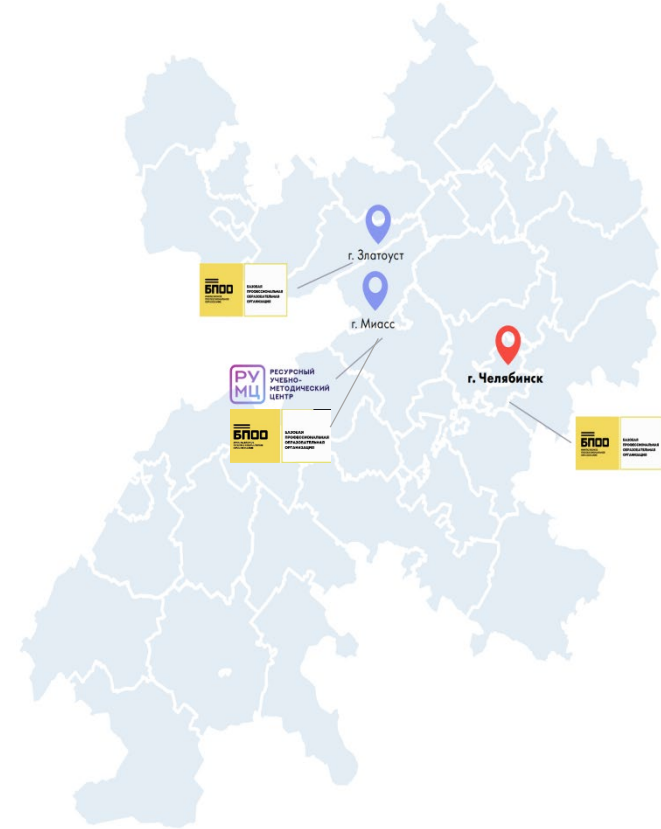 г. Златоуст
БПОО
БАЗОВАЯ
ПРОФЕССИОНАЛЬНАЯ
ОБРАЗОВАТЕЛЬНАЯ
ОРГАНИЗАЦИЯ
г. Миасс
г. Челябинск
РУ
МЦ
РЕСУРСНЫЙ
УЧЕБНО-
МЕТОДИЧЕСКИЙ
ЦЕНТР
БПОО
БАЗОВАЯ
ПРОФЕССИОНАЛЬНАЯ
ОБРАЗОВАТЕЛЬНАЯ
ОРГАНИЗАЦИЯ
БПОО
БАЗОВАЯ
ПРОФЕССИОНАЛЬНАЯ
ОБРАЗОВАТЕЛЬНАЯ
ОРГАНИЗАЦИЯ